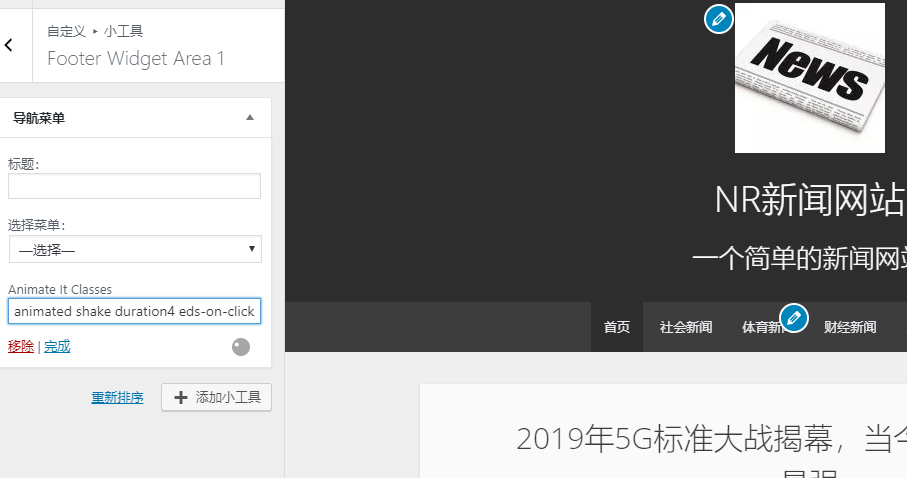 自定义 ▸ 小工具
Footer Widget Area 1
导航菜单
标题：
选择菜单：
—选择—
Animate It Classes
animated shake duration4 eds-on-click
移除 | 完成
重新排序
添加小工具
News
NR新闻网站
一个简单的新闻网站
首页 社会新闻 体育新 财经新闻
2019年5G标准大战揭幕，当今